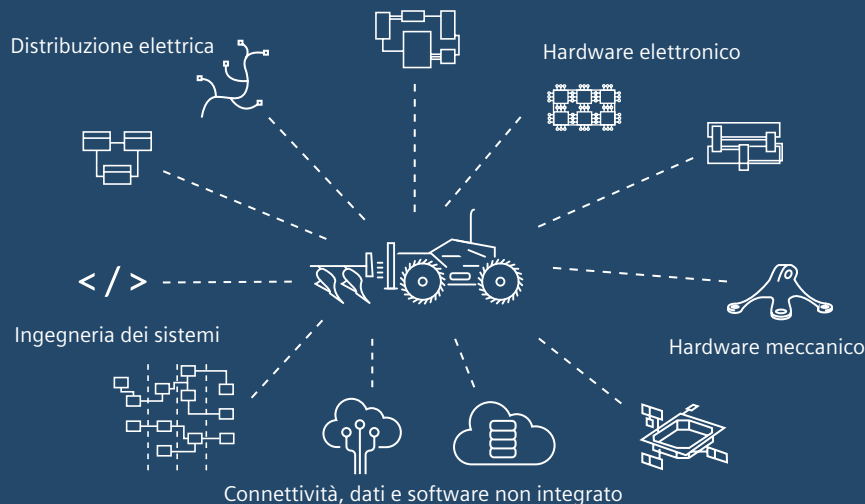 Distribuzione elettrica
Hardware elettronico
< / >
Ingegneria dei sistemi
Hardware meccanico
Connettività, dati e software non integrato